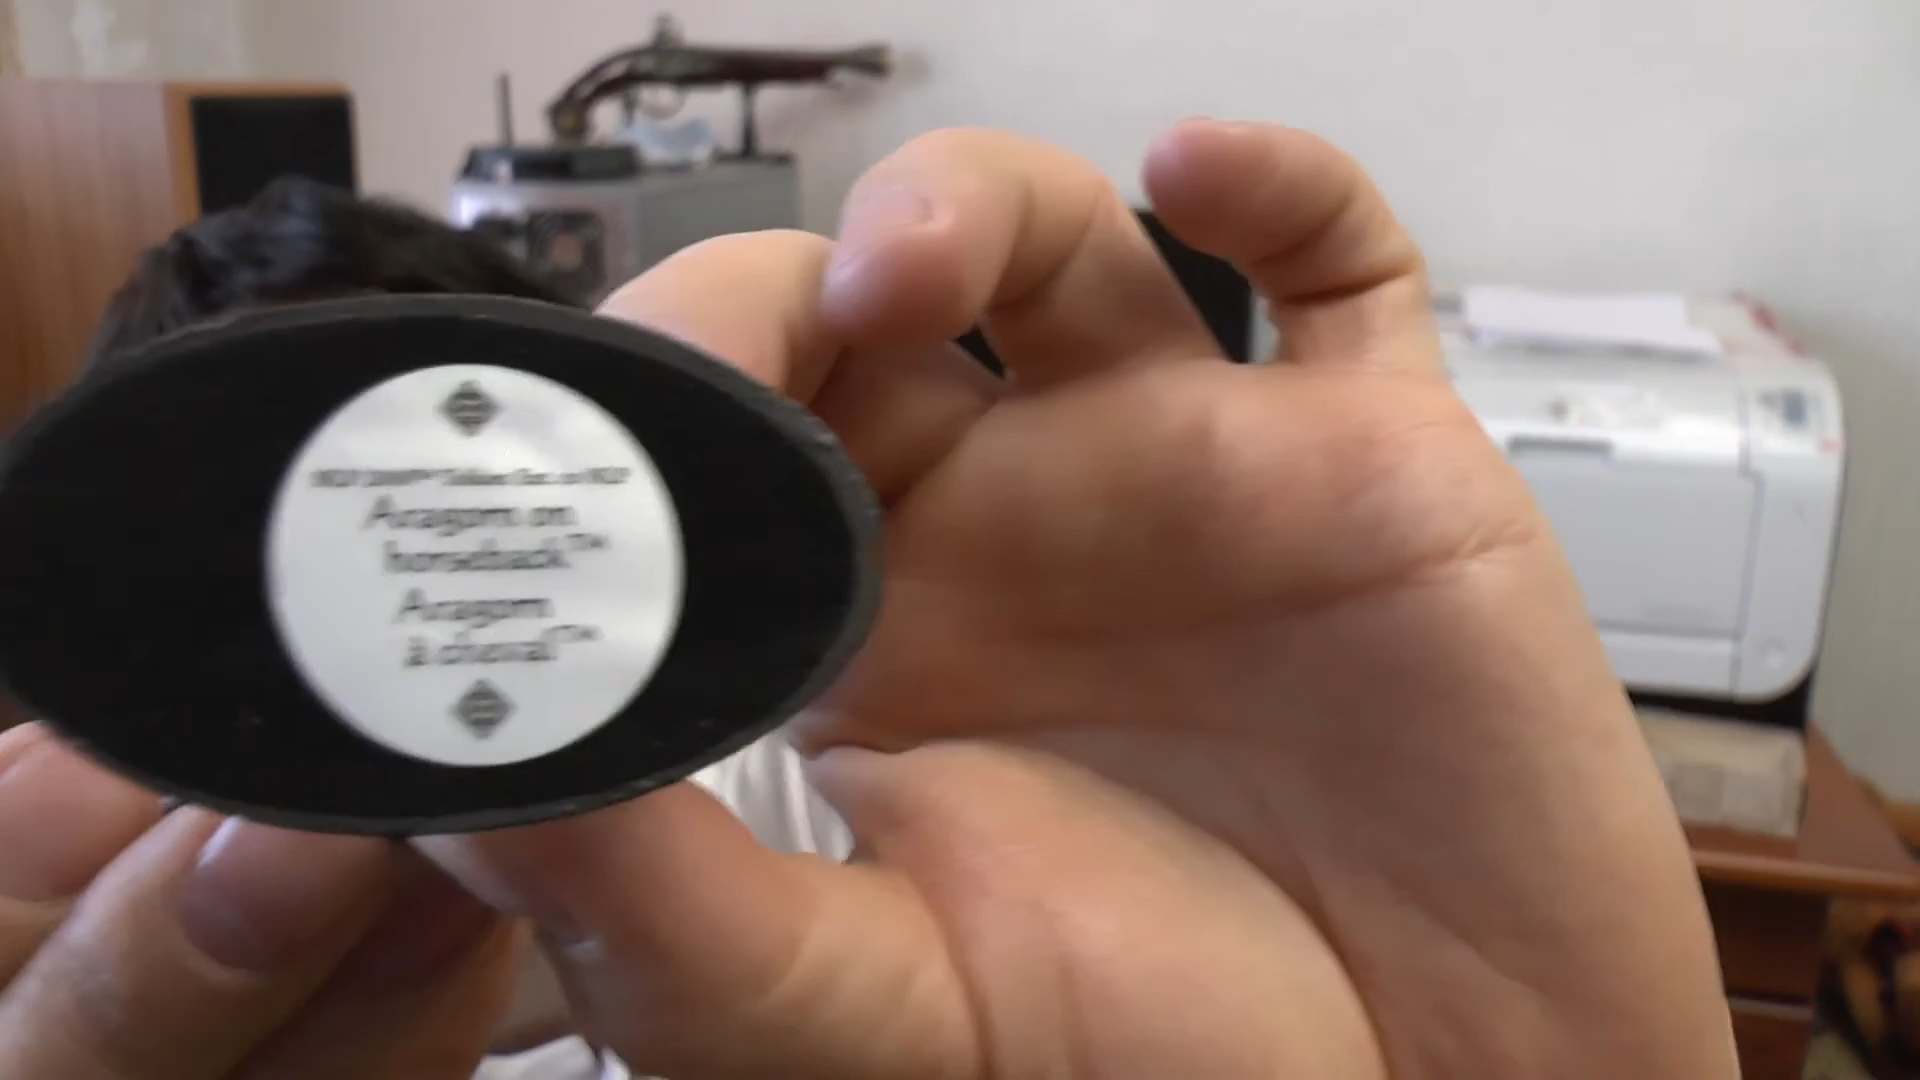 Aragorn on
horseback™
Aragorn
à cheval™